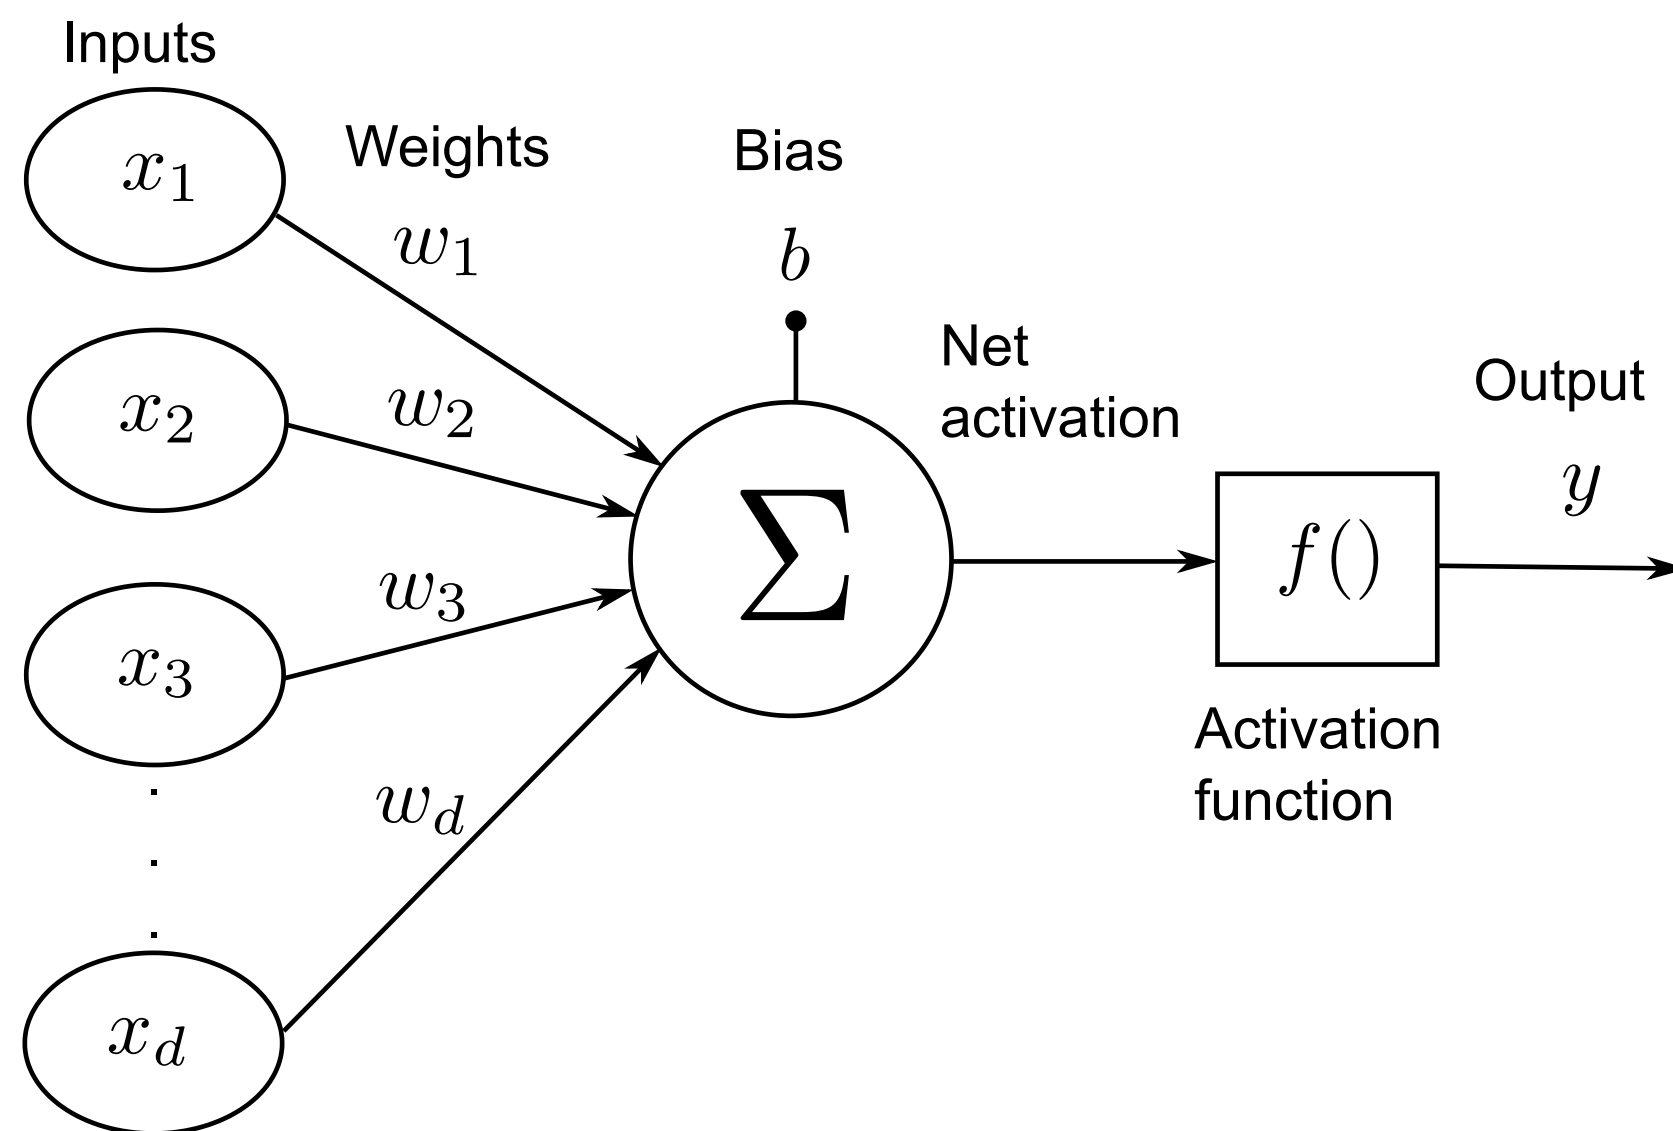 Inputs
x1
x2
x3
.
.
.
xd
Weights
w1
w2
w3
wd
Bias
b
Σ
Net
activation
f()
Activation
function
Output
y